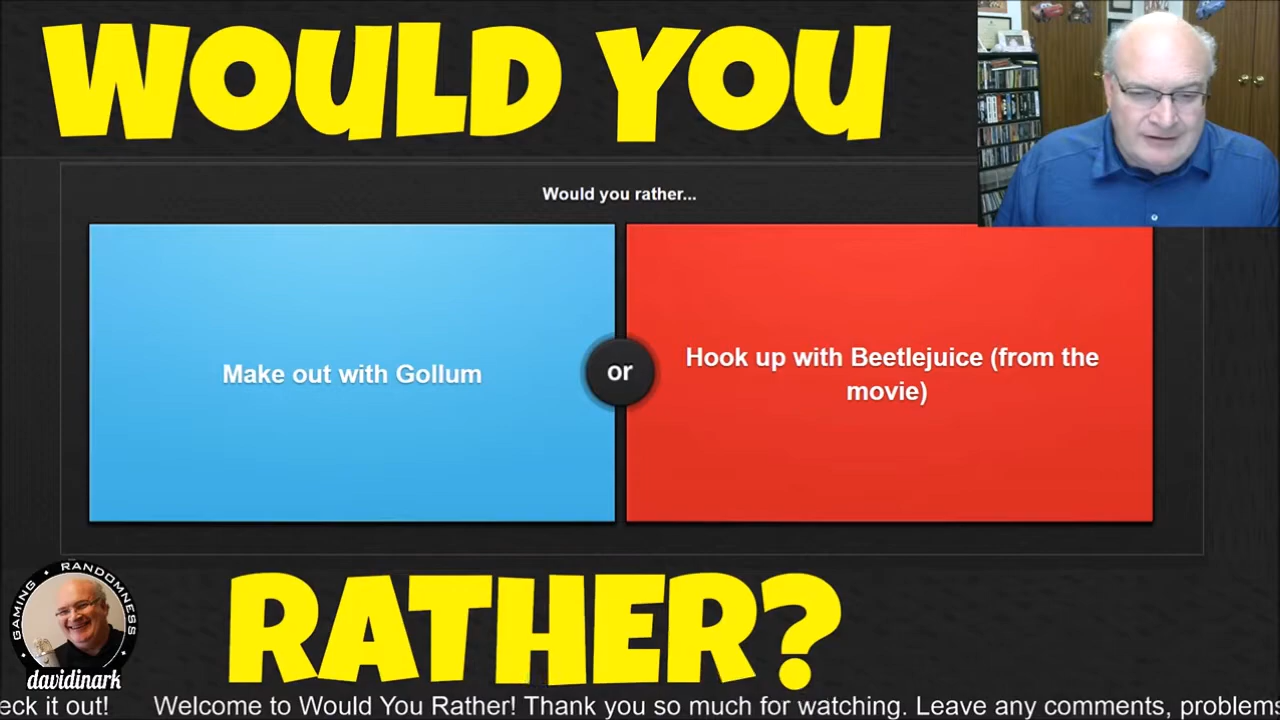 WOULD YOU
Would you rather...
Make out with Gollum
or
Hook up with Beetlejuice (from the
movie)
RATHER?
GAMING • RANDOMNESS
davidinark
eck it out! Welcome to Would You Rather! Thank you so much for watching. Leave any comments, problems